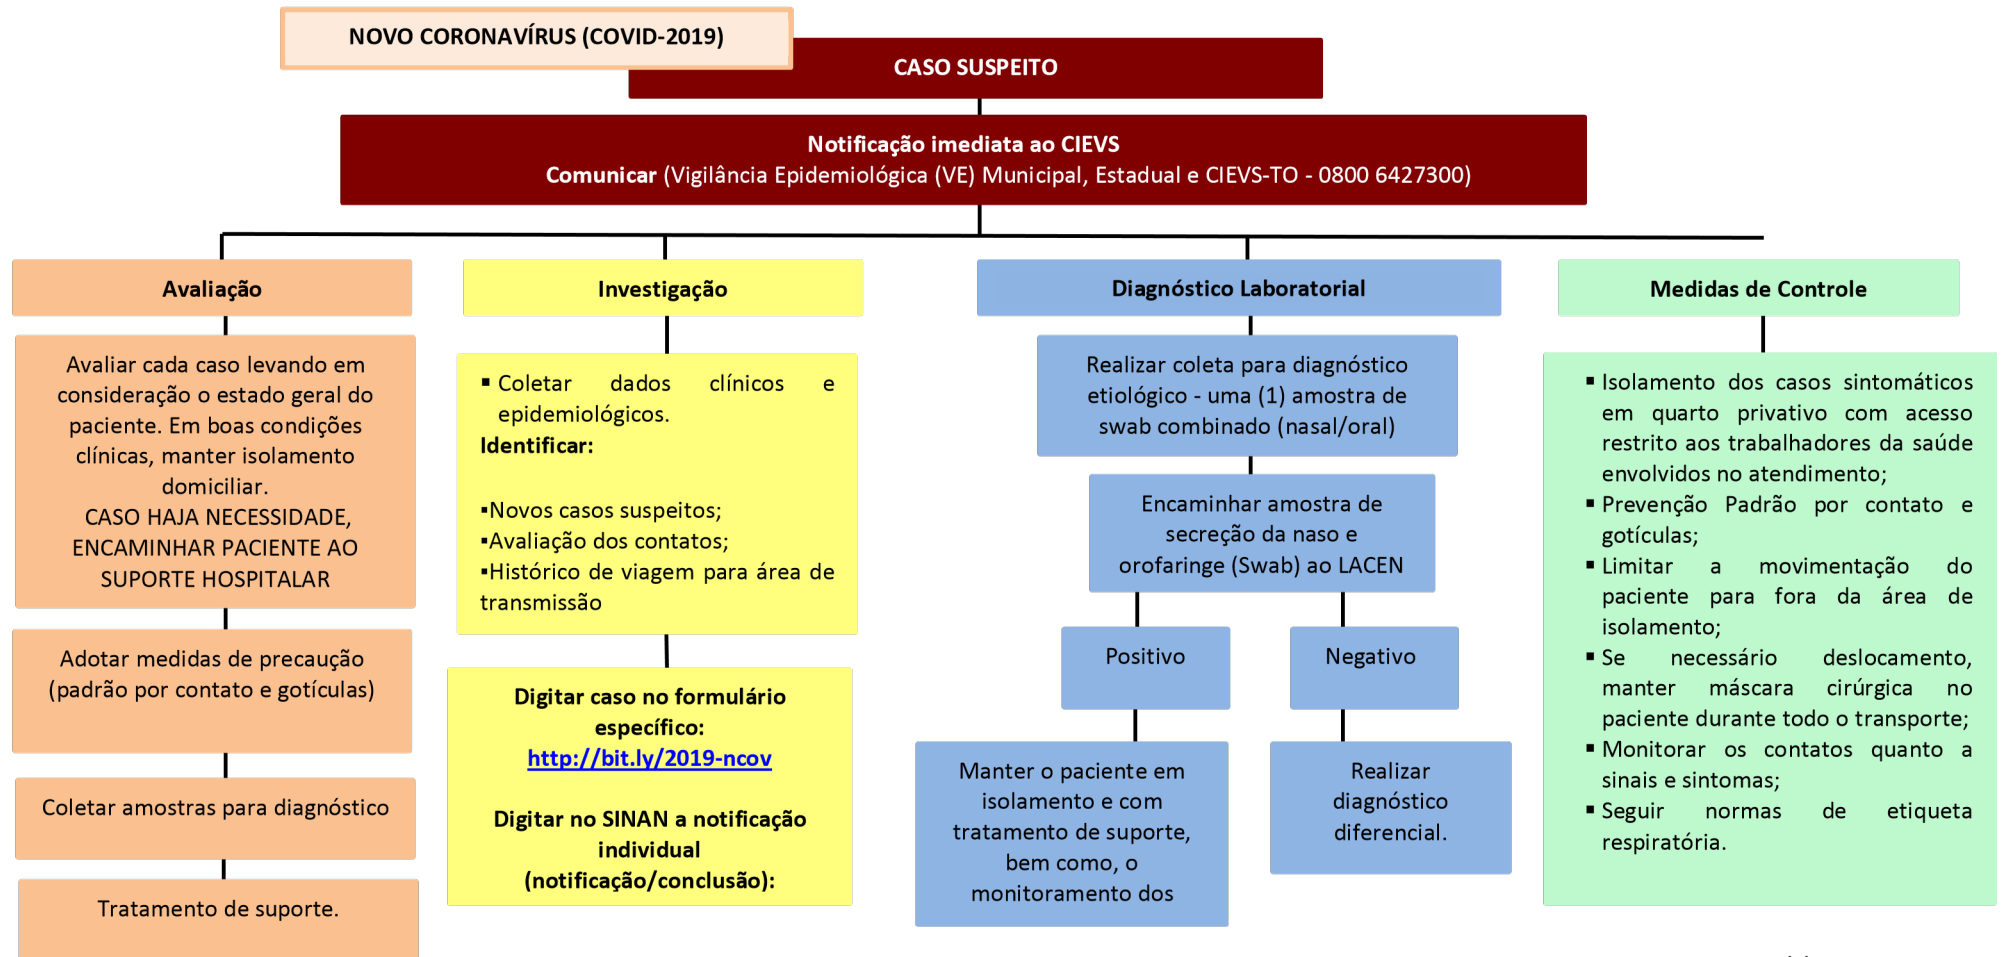 NOVO CORONAVÍRUS (COVID-2019)
CASO SUSPEITO
Notificação imediata ao CIEVS
Comunicar (Vigilância Epidemiológica (VE) Municipal, Estadual e CIEVS-TO - 0800 6427300)
Avaliação
Avaliar cada caso levando em
consideração o estado geral do
paciente. Em boas condições
clínicas, manter isolamento
domiciliar.
CASO HAJA NECESSIDADE,
ENCAMINHAR PACIENTE AO
SUPORTE HOSPITALAR
Adotar medidas de precaução
(padrão por contato e gotículas)
Coletar amostras para diagnóstico
Tratamento de suporte.
Investigação
▪ Coletar dados clínicos e
epidemiológicos.
Identificar:
▪Novos casos suspeitos;
▪Avaliação dos contatos;
▪Histórico de viagem para área de
transmissão
Digitar caso no formulário
específico:
http://bit.ly/2019-ncov
Digitar no SINAN a notificação
individual
(notificação/conclusão):
Diagnóstico Laboratorial
Realizar coleta para diagnóstico
etiológico - uma (1) amostra de
swab combinado (nasal/oral)
Encaminhar amostra de
secreção da naso e
orofaringe (Swab) ao LACEN
Positivo
Manter o paciente em
isolamento e com
tratamento de suporte,
bem como, o
monitoramento dos
Negativo
Realizar
diagnóstico
diferencial.
Medidas de Controle
▪ Isolamento dos casos sintomáticos
em quarto privativo com acesso
restrito aos trabalhadores da saúde
envolvidos no atendimento;
▪ Prevenção Padrão por contato e
gotículas;
▪ Limitar a movimentação do
paciente para fora da área de
isolamento;
▪ Se necessário deslocamento,
manter máscara cirúrgica no
paciente durante todo o transporte;
▪ Monitorar os contatos quanto a
sinais e sintomas;
▪ Seguir normas de etiqueta
respiratória.